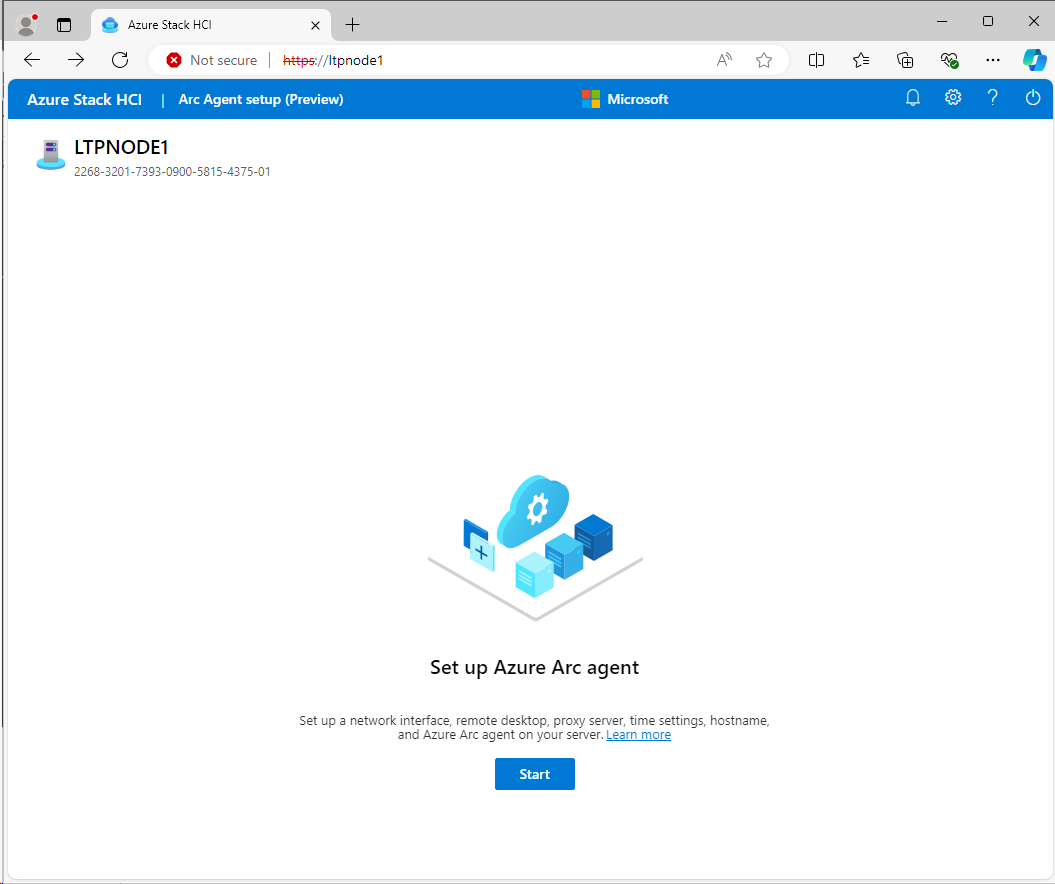 Azure Stack HCI
Not secure
https://ltpnode1
Azure Stack HCI | Arc Agent setup (Preview)
Microsoft
LTPNODE1
2268-3201-7393-0900-5815-4375-01
Set up Azure Arc agent
Set up a network interface, remote desktop, proxy server, time settings, hostname,
and Azure Arc agent on your server. Learn more
Start